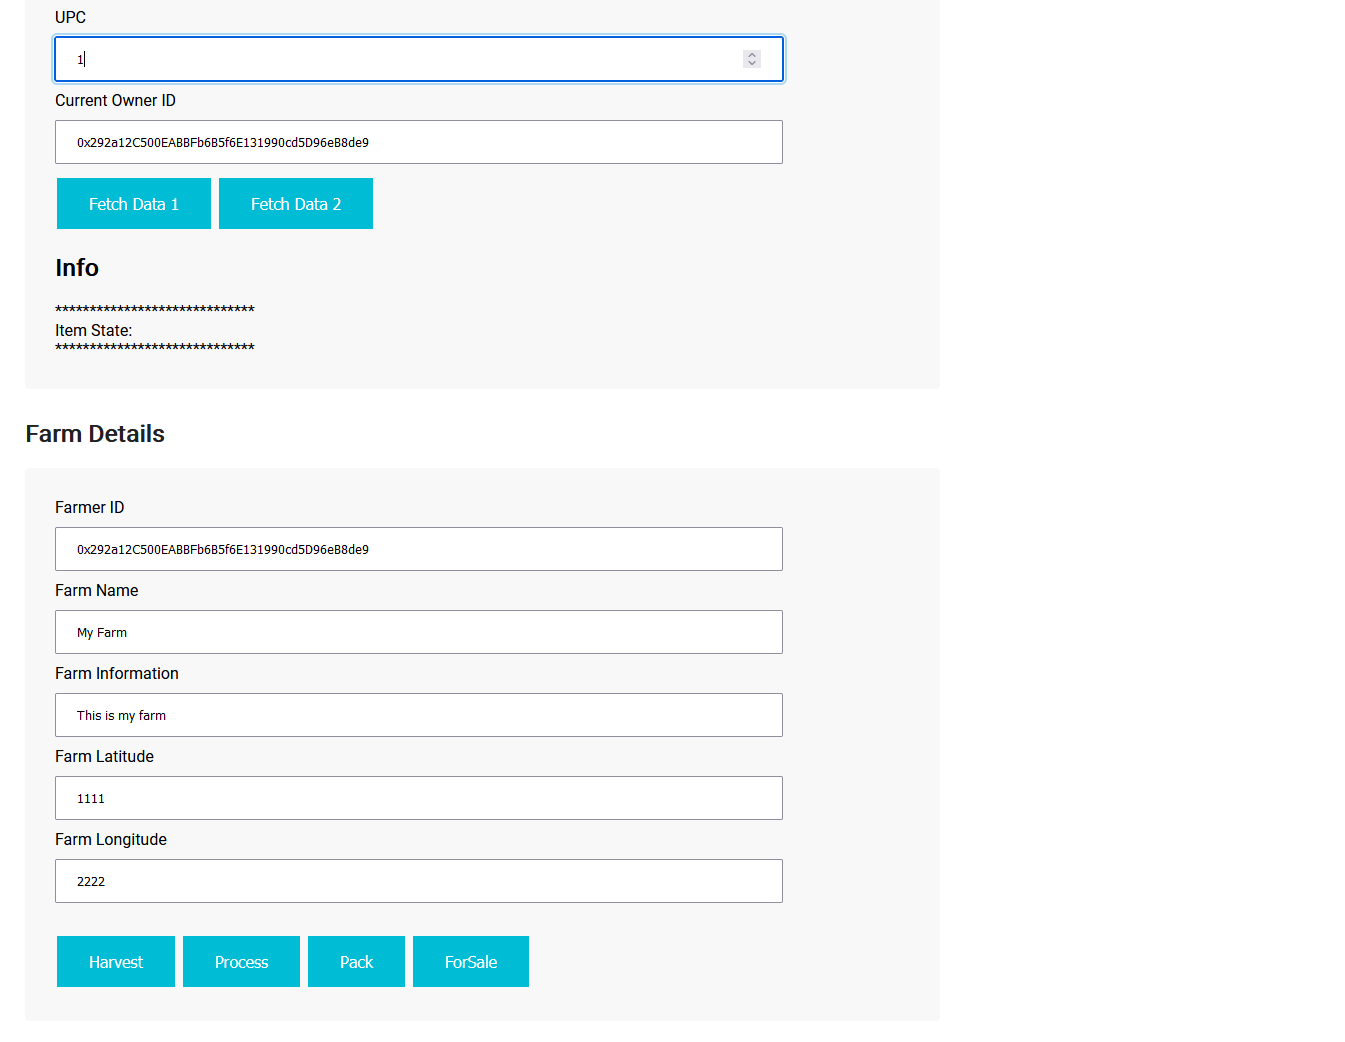 UPC
1
Current Owner ID
0x292a12C500EABBFb6B5f6E131990cd5D96eB8de9
Fetch Data 1 Fetch Data 2
Info
*****************************
Item State:
*****************************
Farm Details
Farmer ID
0x292a12C500EABBFb6B5f6E131990cd5D96eB8de9
Farm Name
My Farm
Farm Information
This is my farm
Farm Latitude
1111
Farm Longitude
2222
Harvest Process Pack ForSale